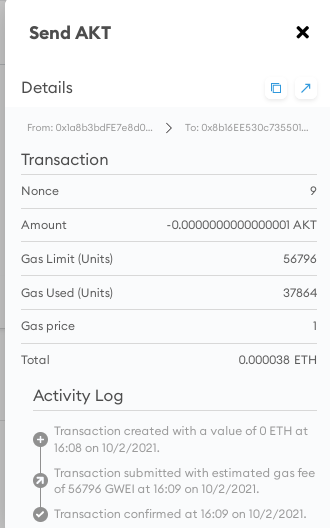 Send AKT
Details
From: 0x1a8b3bdFE7e8d0... To: 0x8b16EE530c735501...
Transaction
Nonce 9
Amount -0.0000000000000001 AKT
Gas Limit (Units) 56796
Gas Used (Units) 37864
Gas price 1
Total 0.000038 ETH
Activity Log
Transaction created with a value of 0 ETH at
16:08 on 10/2/2021.
Transaction submitted with estimated gas fee
of 56796 GWEI at 16:09 on 10/2/2021.
Transaction confirmed at 16:09 on 10/2/2021.